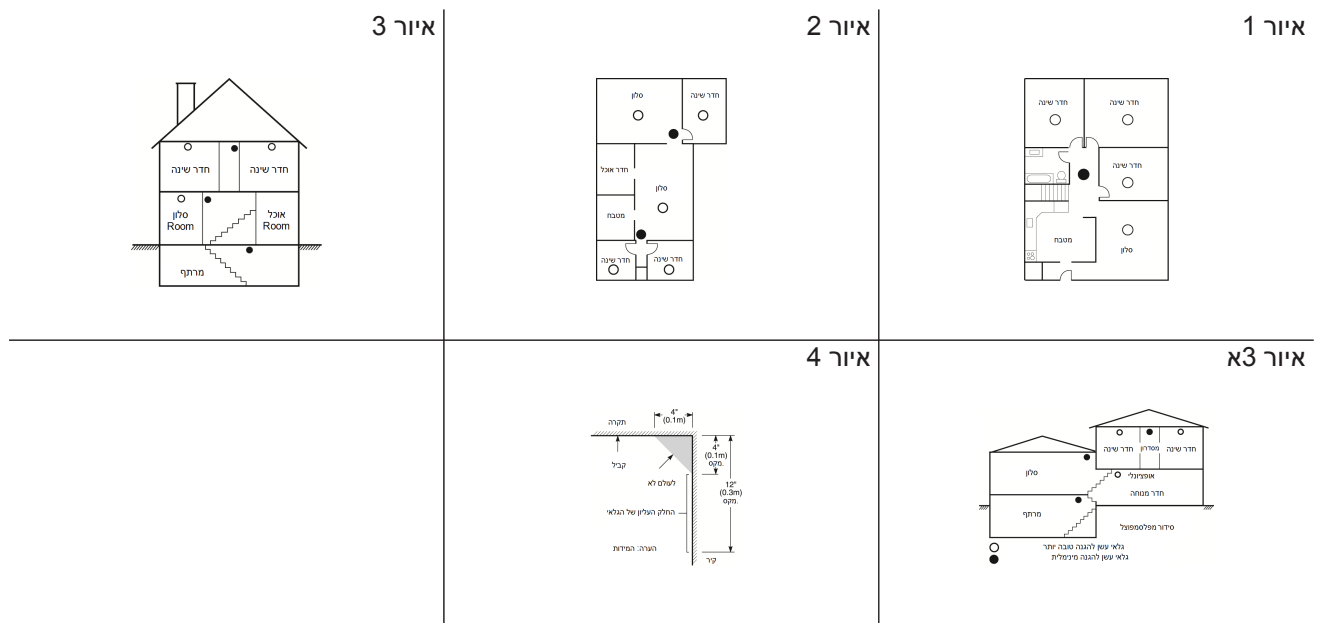 איור 1
חדר שינה
חדר שינה
חדר שינה
מטבח
סלון
איור 2
סלון
חדר שינה
חדר אוכל
סלון
מטבח
חדר שינה
חדר שינה
איור 3
חדר שינה
חדר שינה
אוכל
Room
סלון
Room
מרתף
איור 3א
חדר שינה
מסדרון
חדר שינה
סלון
אופציונלי
חדר מנוחה
מרתף
סידור מפלסמפוצל
גלאי עשן להגנה טובה יותר
גלאי עשן להגנה מינימלית
איור 4
4"
(0.1m)
תקרה
4"
(0.1m)
מקס.
קביל
לעולם לא
12"
(0.3m)
מקס.
החלק העליון של הגלאי
הערה: המידות
קיר